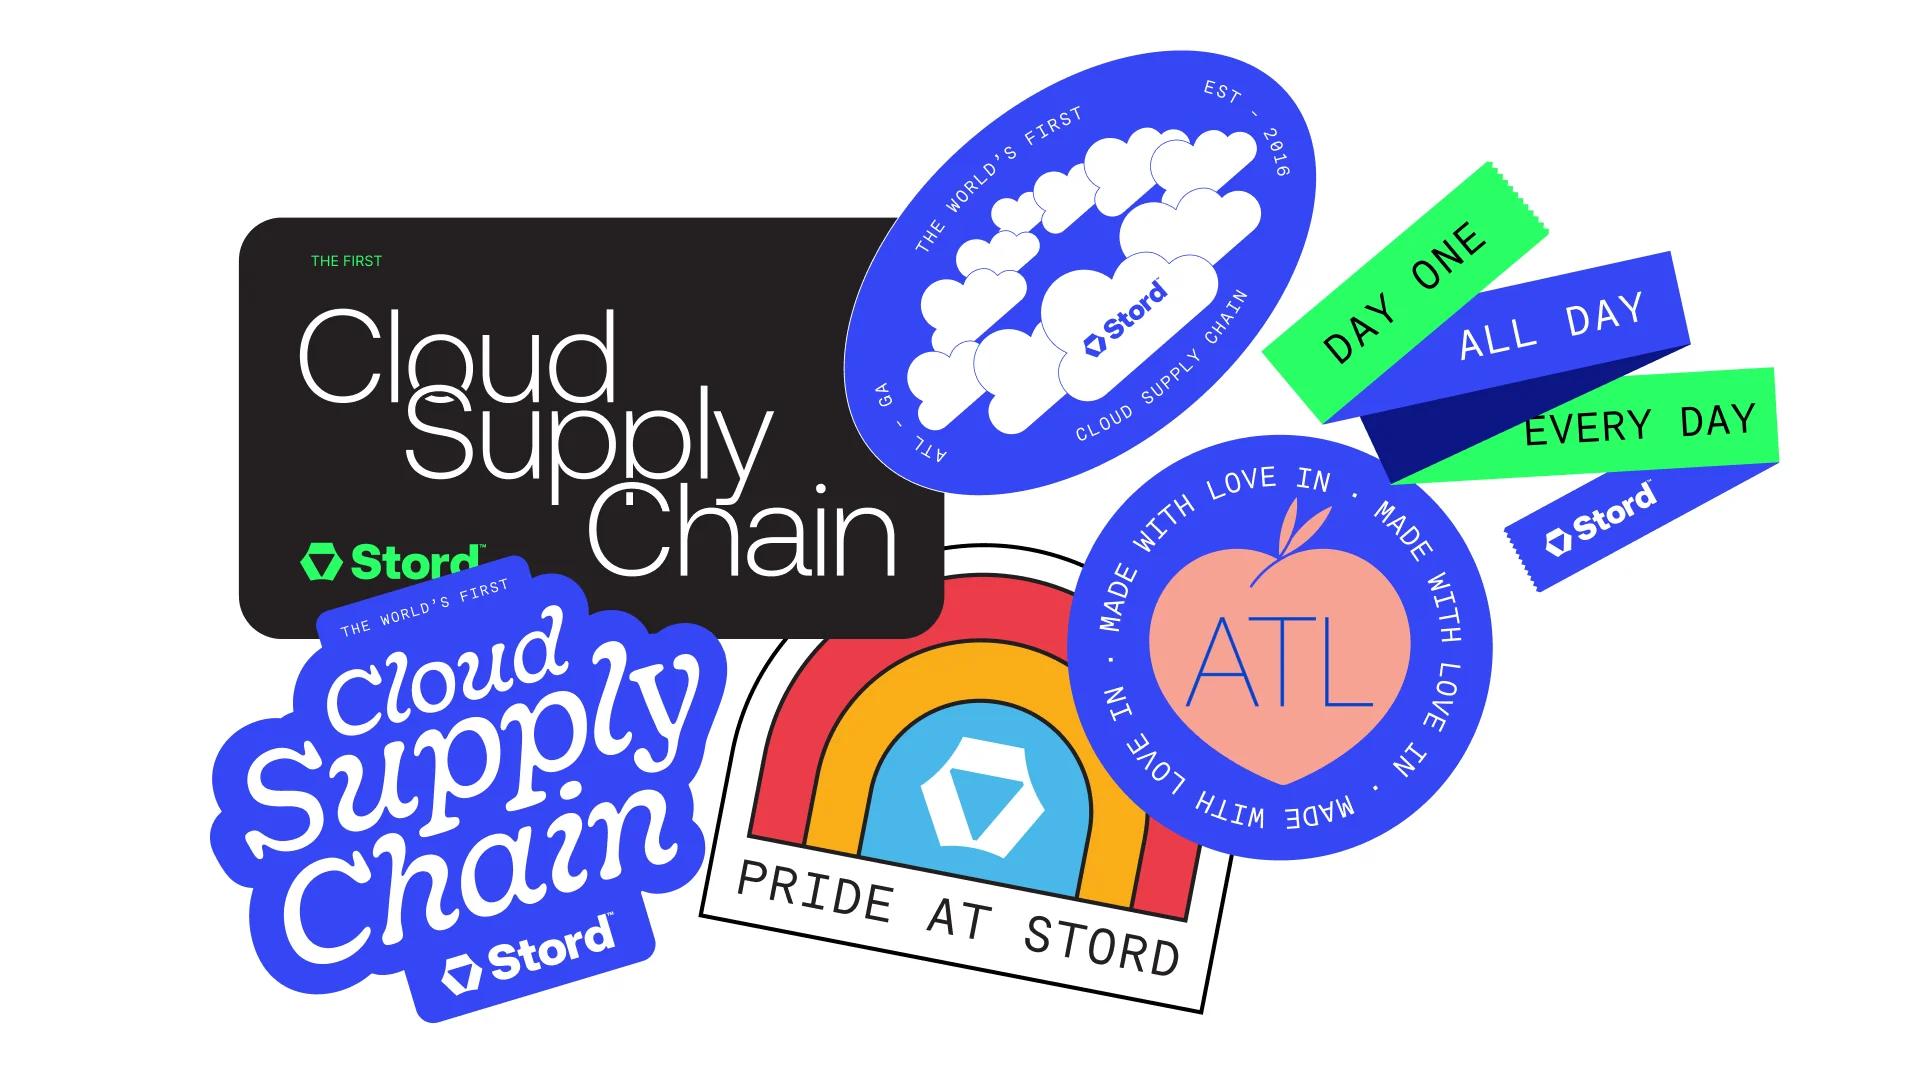 THE FIRST
Cloud
Supply
Chain
Stord™
THE WORLD'S FIRST
EST - 2016
Stord™
CLOUD SUPPLY CHAIN
ATL - GA
DAY ONE
ALL DAY
EVERY DAY
Stord™
THE WORLD'S FIRST
Cloud
Supply
Chain
Stord™
PRIDE AT STORD
MADE WITH LOVE IN · MADE WITH LOVE IN · MADE WITH LOVE IN ·
ATL